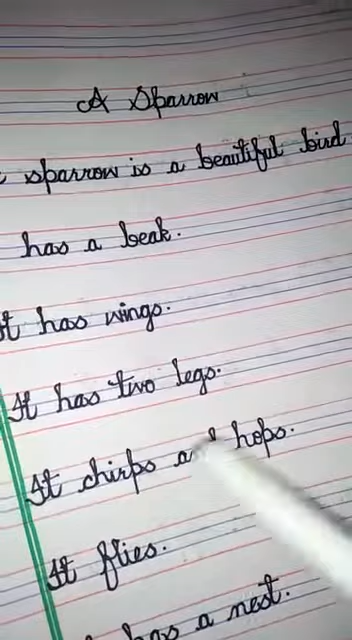 A Sparrow
sparrow is a beautiful bird
has a beak.
It has wings.
It has two legs.
It chirps and hops.
It flies.
has a nest.